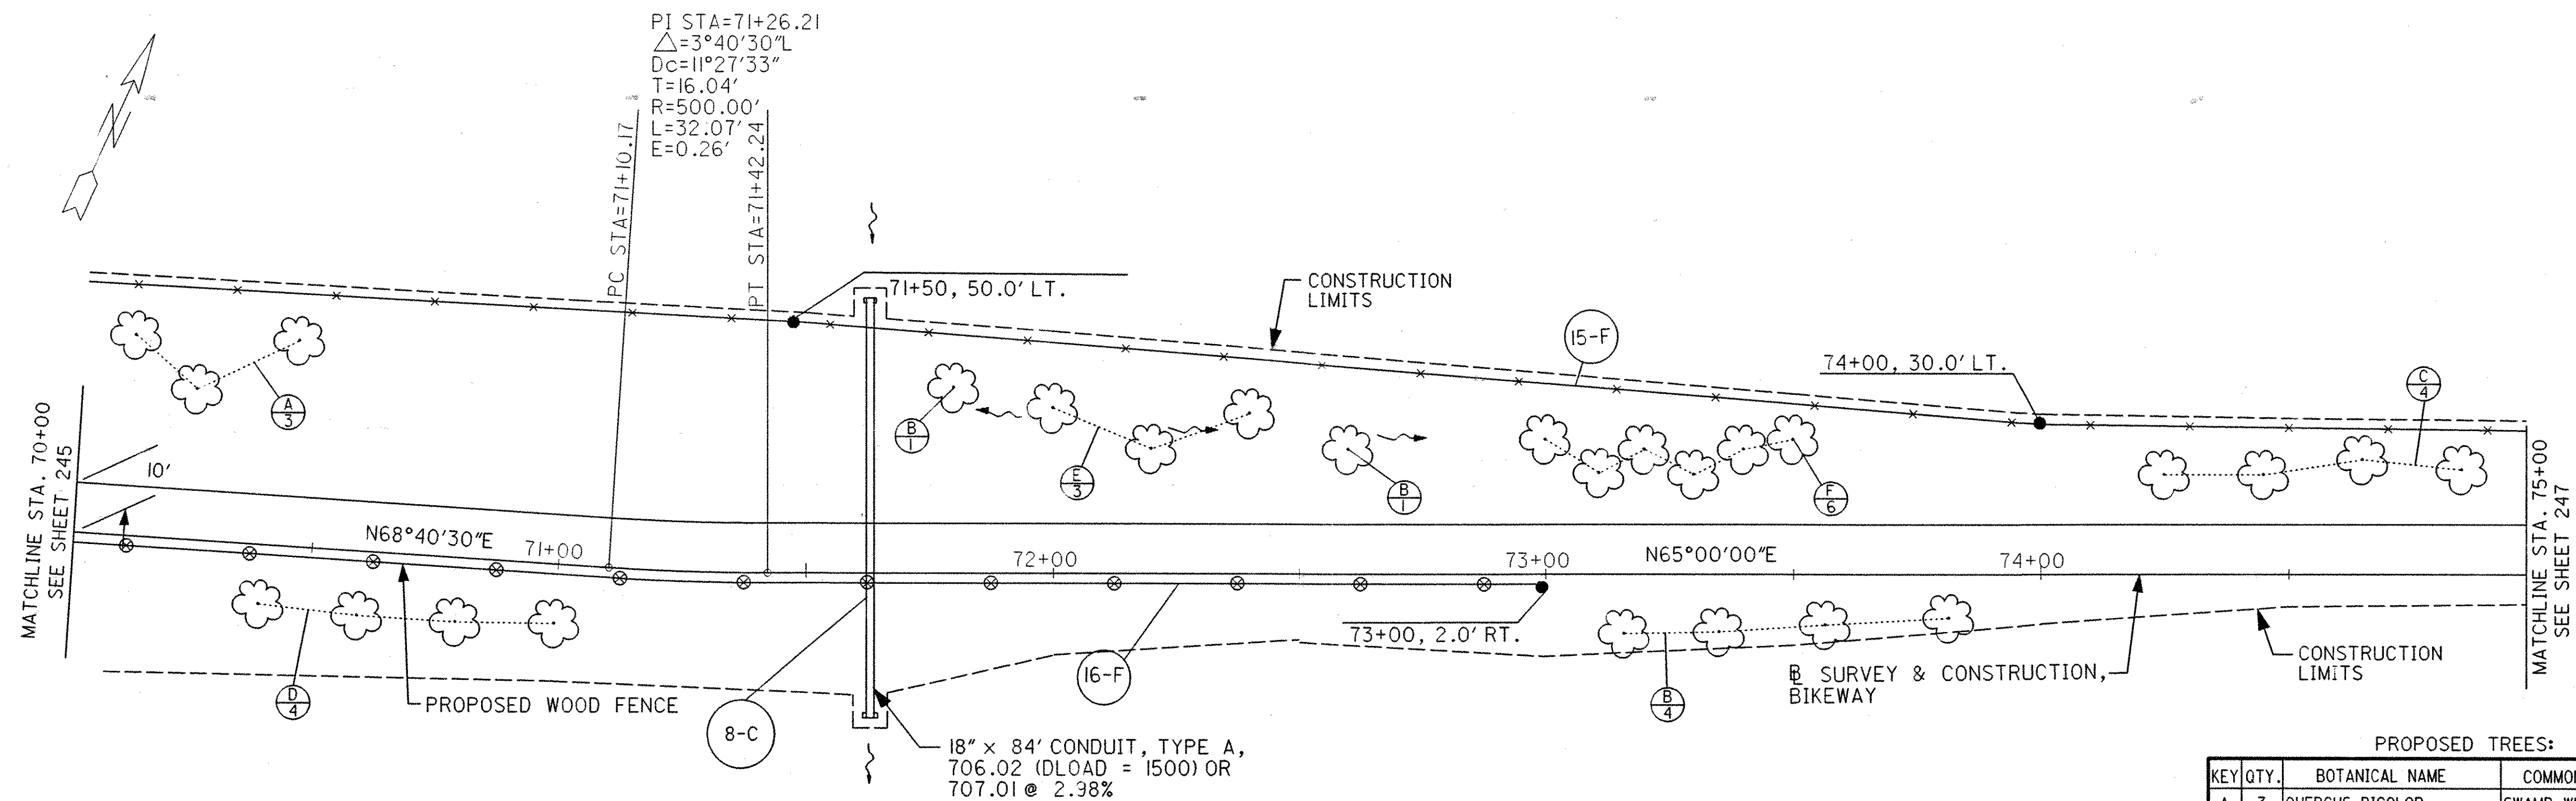 PI STA=71+26.21
△=3°40'30"L
Dc=11°27'33"
T=16.04'
R=500.00'
L=32.07'
E=0.26'
PC STA=71+10.17
PT STA=71+42.24
N
71+50, 50.0' LT.
CONSTRUCTION
LIMITS
15-F
74+00, 30.0' LT.
C
4
A
3
B
1
E
3
B
1
F
6
MATCHLINE STA. 70+00
SEE SHEET 245
10'
N68°40'30"E
71+00
72+00
73+00
N65°00'00"E
74+00
MATCHLINE STA. 75+00
SEE SHEET 247
73+00, 2.0' RT.
D
4
PROPOSED WOOD FENCE
8-C
16-F
B
4
℄ SURVEY & CONSTRUCTION,
BIKEWAY
CONSTRUCTION
LIMITS
18" x 84' CONDUIT, TYPE A,
706.02 (DLOAD = 1500) OR
707.01 @ 2.98%
PROPOSED TREES:
KEY QTY. BOTANICAL NAME COMMO
A 3 QUERCUS BICOLOR SWAMP W